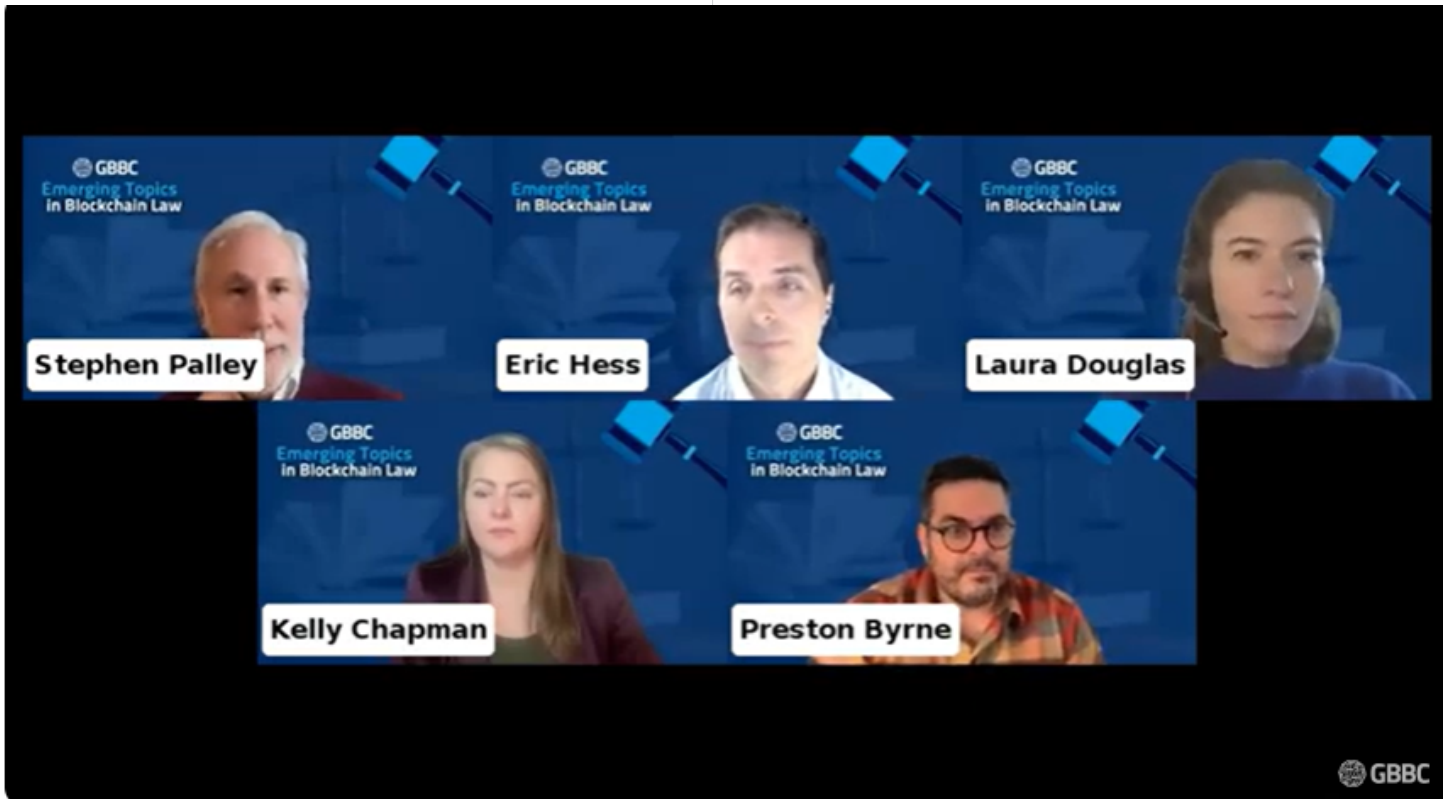 GBBC
Emerging Topics
in Blockchain Law
Stephen Palley
GBBC
Emerging Topics
in Blockchain Law
Eric Hess
GBBC
Emerging Topics
in Blockchain Law
Laura Douglas
GBBC
Emerging Topics
in Blockchain Law
Kelly Chapman
GBBC
Emerging Topics
in Blockchain Law
Preston Byrne
GBBC